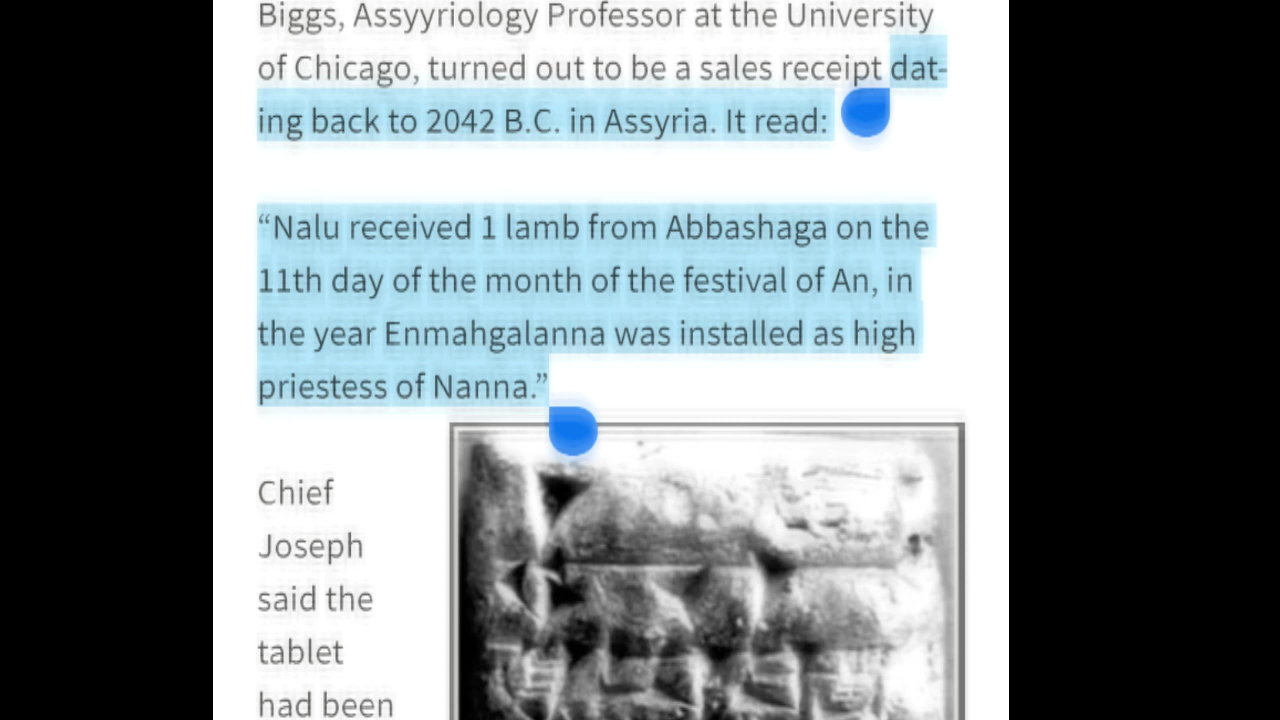 Biggs, Assyyriology Professor at the University
of Chicago, turned out to be a sales receipt dat-
ing back to 2042 B.C. in Assyria. It read:
“Nalu received 1 lamb from Abbashaga on the
11th day of the month of the festival of An, in
the year Enmahgalanna was installed as high
priestess of Nanna.”
Chief
Joseph
said the
tablet
had been